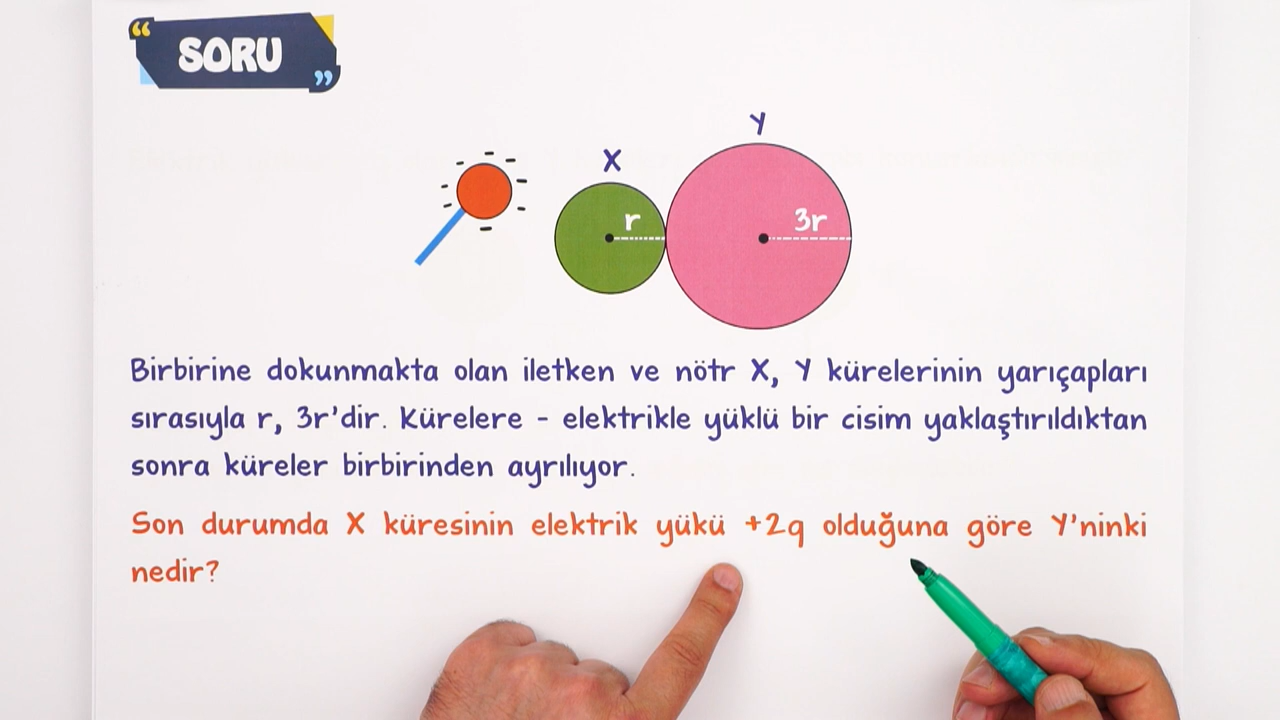 SORU
Y
X
r
3r
Birbirine dokunmakta olan iletken ve nötr X, Y kürelerinin yarıçapları
sırasıyla r, 3r'dir. Kürelere - elektrikle yüklü bir cisim yaklaştırıldıktan
sonra küreler birbirinden ayrılıyor.
Son durumda X küresinin elektrik yükü +2q olduğuna göre Y'ninki
nedir?